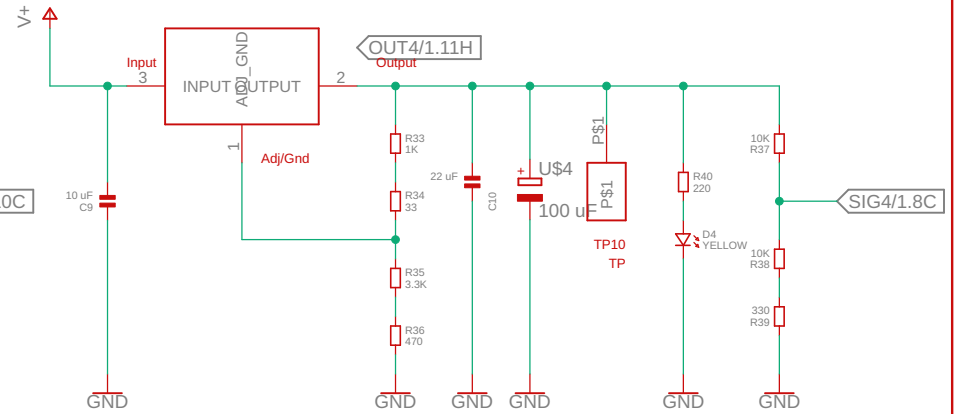 V+
OUT4/1.11H
Input
3
INPUT
OUTPUT
ADJ_GND
2
Output
1
Adj/Gnd
R33
1K
R34
33
R35
3.3K
R36
470
10 uF
C9
.0C
22 uF
C10
+
U$4
100 uF
P$1
P$1
TP10
TP
R40
220
D4
YELLOW
10K
R37
SIG4/1.8C
10K
R38
330
R39
GND
GND
GND
GND
GND
GND